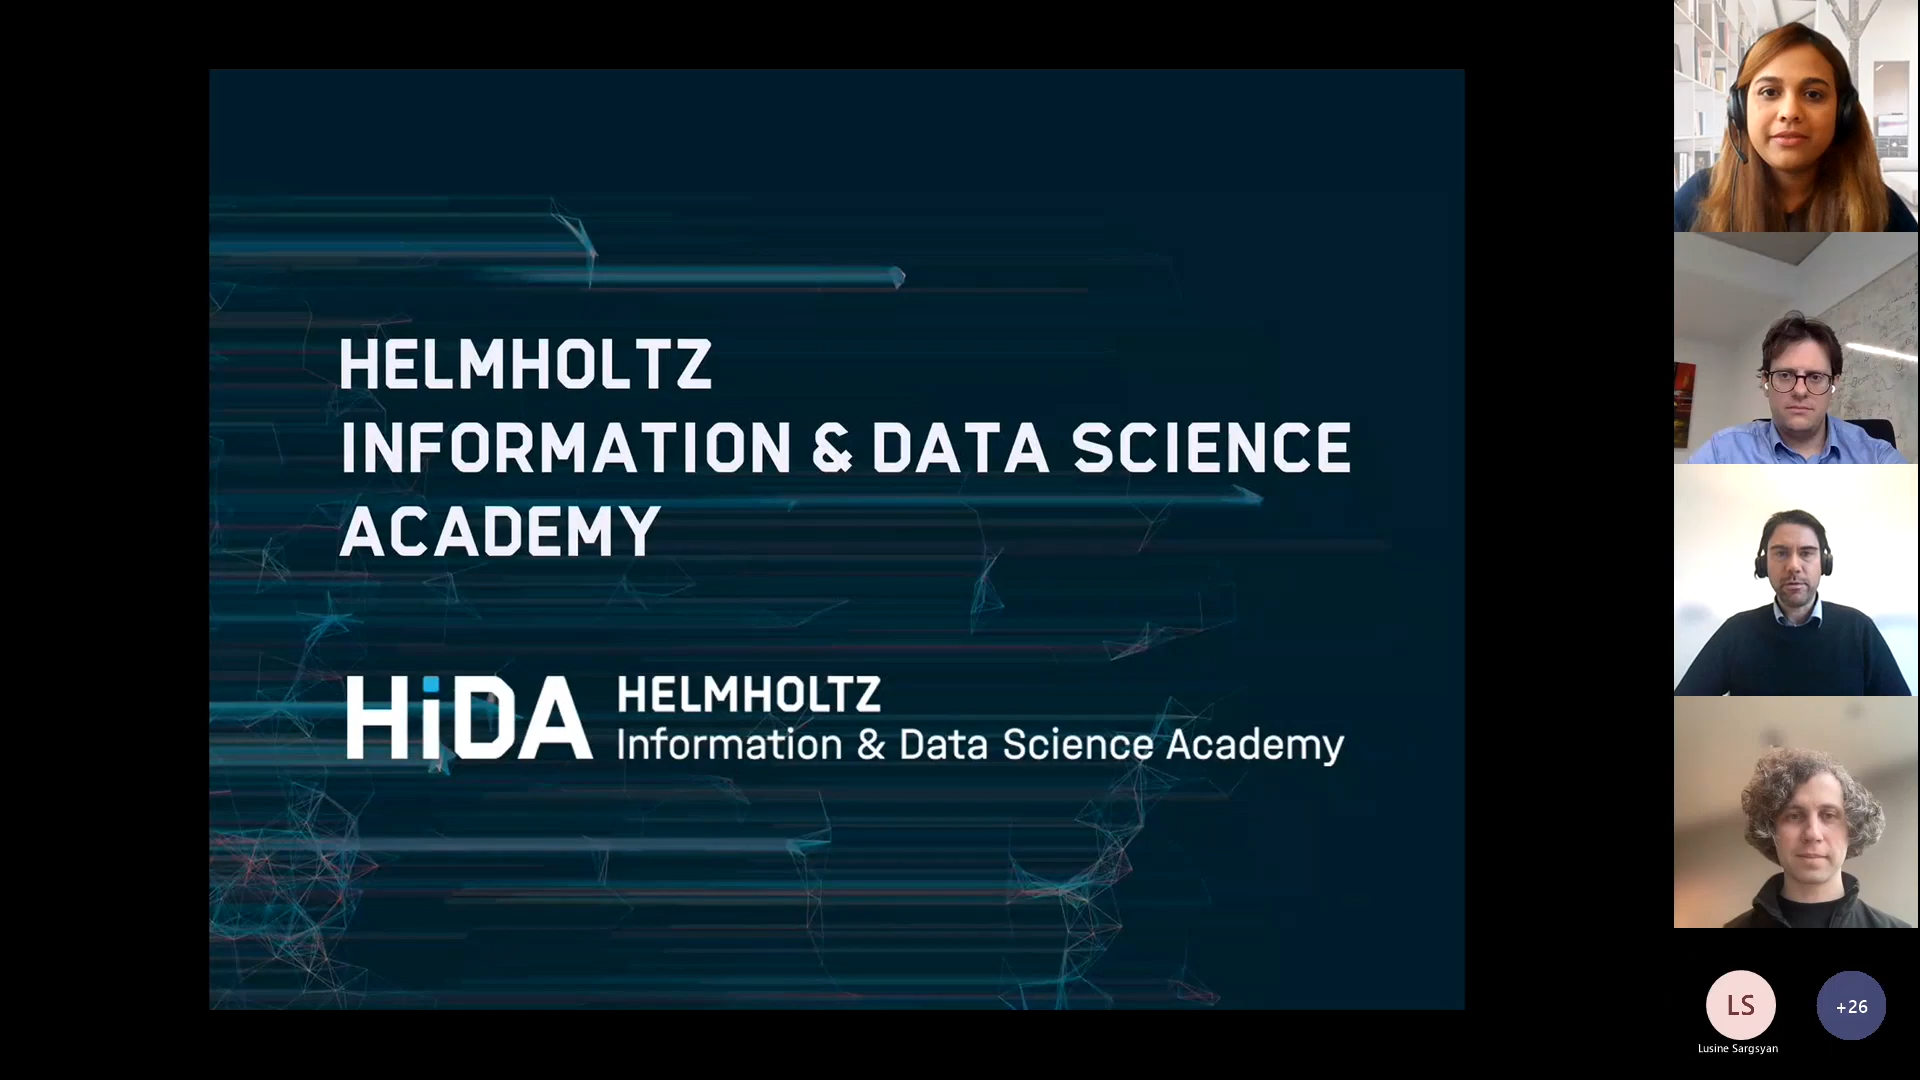 HELMHOLTZ
INFORMATION & DATA SCIENCE
ACADEMY
HiDA
HELMHOLTZ
Information & Data Science Academy
LS
+26
Lusine Sargsyan